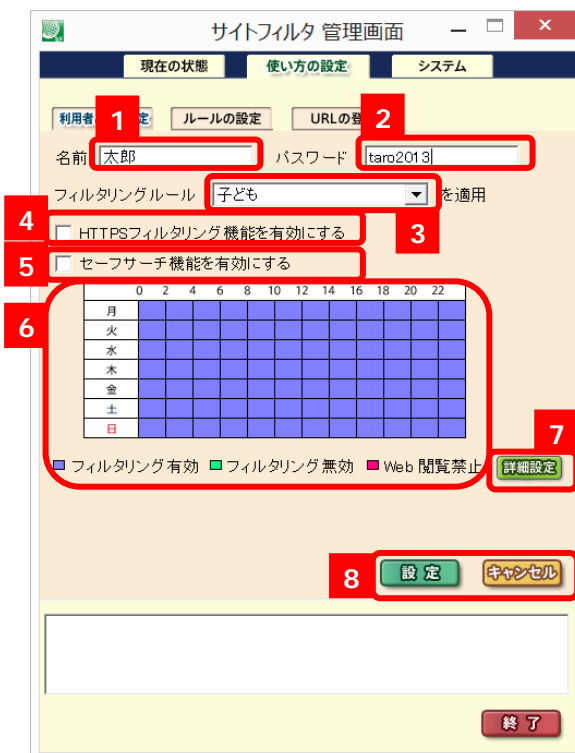 サイトフィルタ 管理画面
現在の状態 使い方の設定 システム
利用者 定 ルールの設定 URLの登
1 2
名前 太郎 パスワード taro2013
フィルタリングルール 子ども を適用
3
4 HTTPSフィルタリング機能を有効にする
5 セーフサーチ機能を有効にする
6
0 2 4 6 8 10 12 14 16 18 20 22
月
火
水
木
金
土
日
フィルタリング有効 フィルタリング無効 Web閲覧禁止
7 詳細設定
8 設定 キャンセル
終了